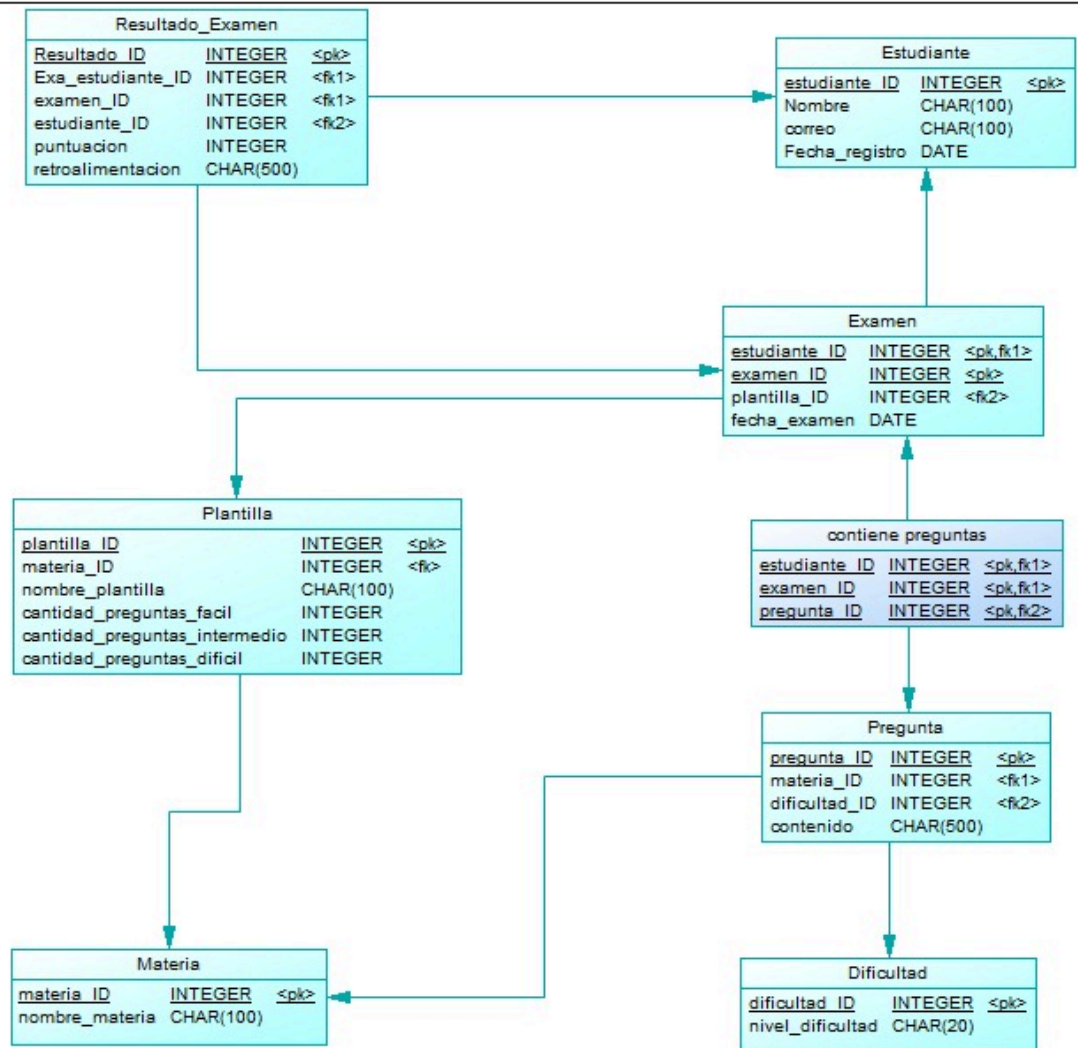 Resultado_Examen
Resultado_ID INTEGER <pk>
Exa_estudiante_ID INTEGER <fk1>
examen_ID INTEGER <fk1>
estudiante_ID INTEGER <fk2>
puntuacion INTEGER
retroalimentacion CHAR(500)
Estudiante
estudiante_ID INTEGER <pk>
Nombre CHAR(100)
correo CHAR(100)
Fecha_registro DATE
Examen
estudiante_ID INTEGER <pk,fk1>
examen_ID INTEGER <pk>
plantilla_ID INTEGER <fk2>
fecha_examen DATE
Plantilla
plantilla_ID INTEGER <pk>
materia_ID INTEGER <fk>
nombre_plantilla CHAR(100)
cantidad_preguntas_facil INTEGER
cantidad_preguntas_intermedio INTEGER
cantidad_preguntas_dificil INTEGER
contiene preguntas
estudiante_ID INTEGER <pk,fk1>
examen_ID INTEGER <pk,fk1>
pregunta_ID INTEGER <pk,fk2>
Pregunta
pregunta_ID INTEGER <pk>
materia_ID INTEGER <fk1>
dificultad_ID INTEGER <fk2>
contenido CHAR(500)
Materia
materia_ID INTEGER <pk>
nombre_materia CHAR(100)
Dificultad
dificultad_ID INTEGER <pk>
nivel_dificultad CHAR(20)